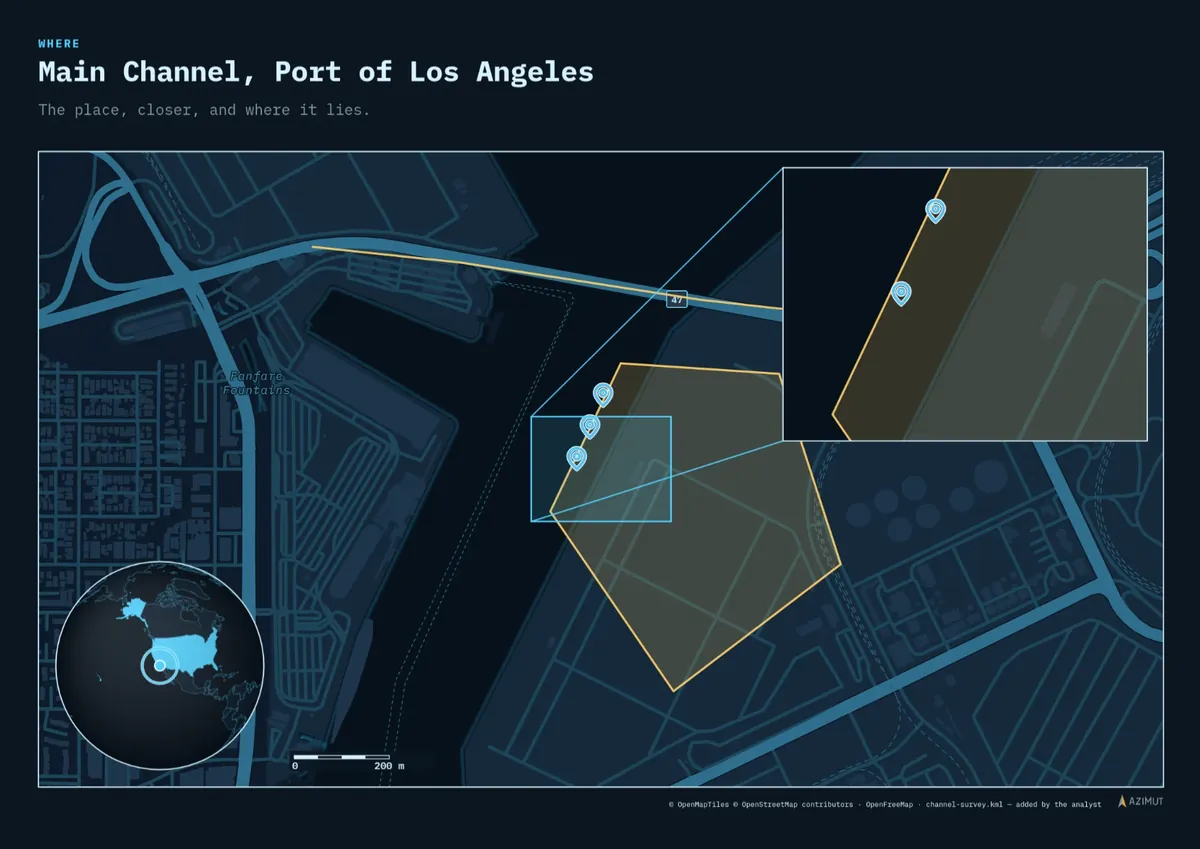 WHERE
Main Channel, Port of Los Angeles
The place, closer, and where it lies.
47
Fanfare
Fountains
0 200 m
© OpenMapTiles © OpenStreetMap contributors · OpenFreeMap · channel-survey.kml — added by the analyst
AZIMUT